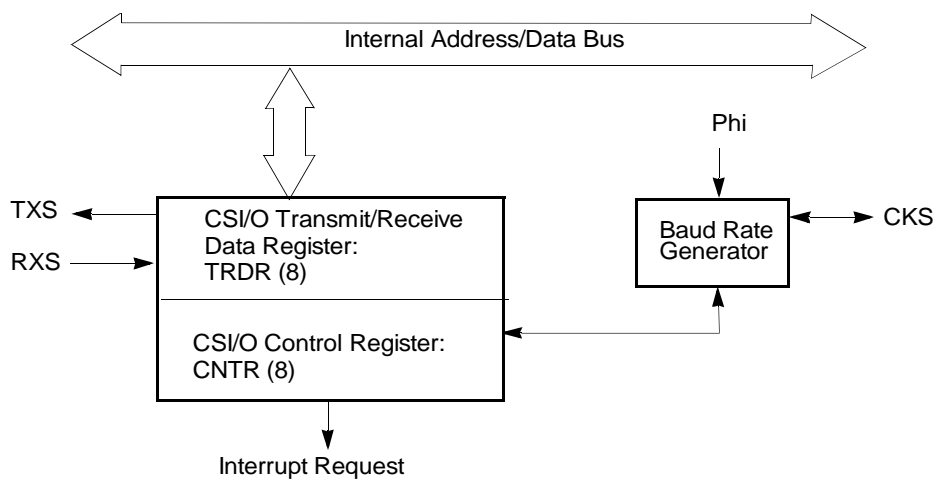 Internal Address/Data Bus
Phi
TXS
RXS
CSI/O Transmit/Receive
Data Register:
TRDR (8)
CSI/O Control Register:
CNTR (8)
Baud Rate
Generator
CKS
Interrupt Request